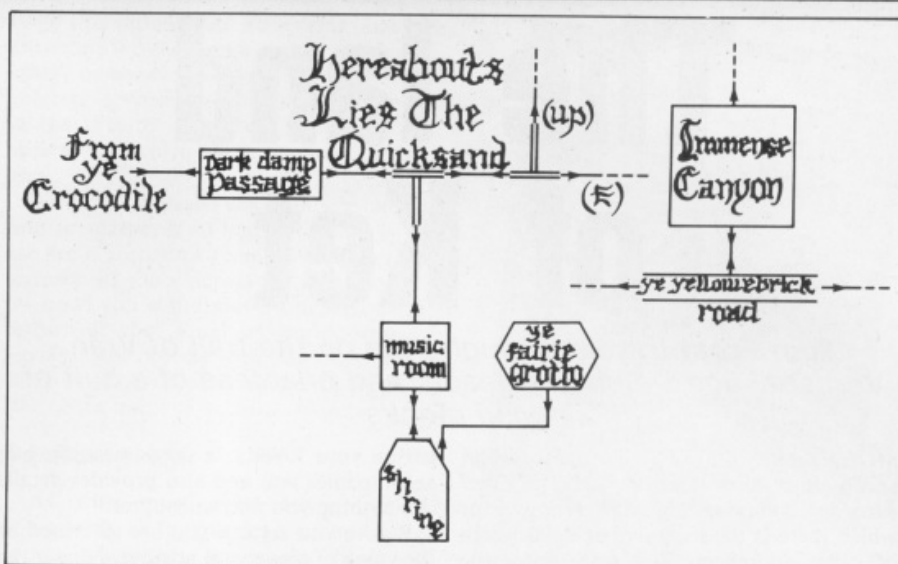 Hereabouts
Lies The
Quicksand
(up)
(E)
From
ye
Crocodile
Dark damp
Passage
Immense
Canyon
ye yellowebrick
road
music
room
ye
fairie
grotto
Shrine